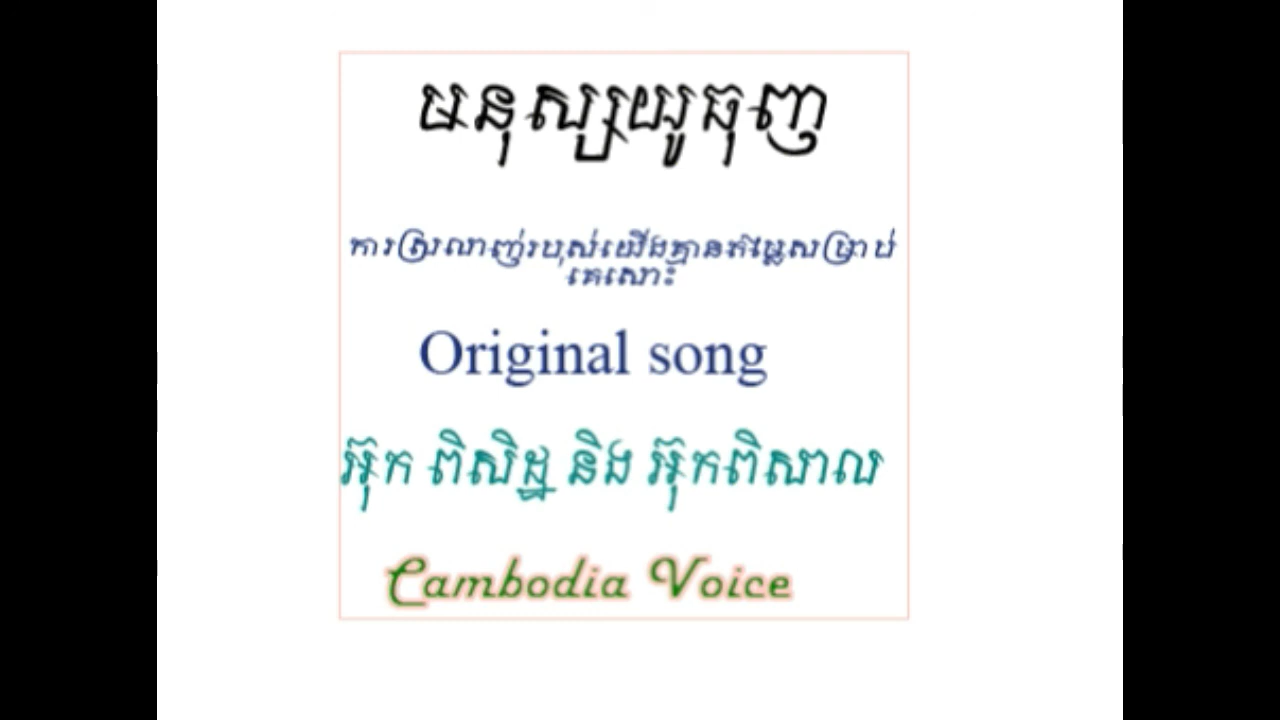 មនុស្សយូធុញ
ការស្រលាញ់របស់យើងគ្មានតម្លៃសម្រាប់
គេសោះ
Original song
អ៊ុក ពិសិដ្ឋ និង អ៊ុកពិសាល
Cambodia Voice